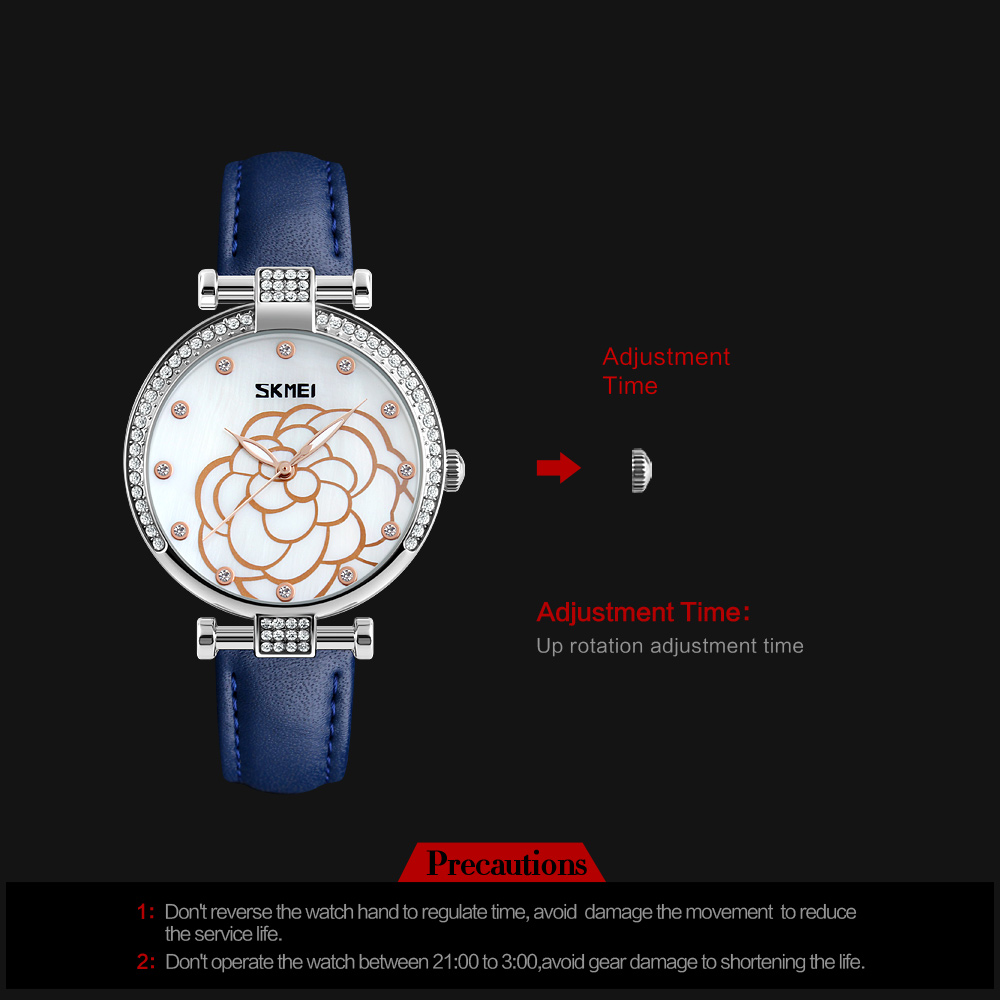 SKMEI
Adjustment
Time
Adjustment Time:
Up rotation adjustment time
Precautions
1: Don't reverse the watch hand to regulate time, avoid damage the movement to reduce
the service life.
2: Don't operate the watch between 21:00 to 3:00,avoid gear damage to shortening the life.